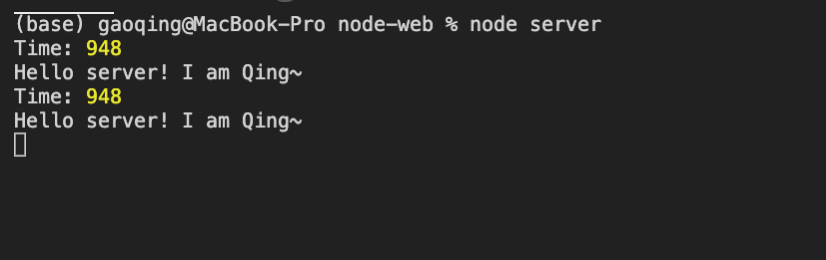 (base) gaoqing@MacBook-Pro node-web % node server
Time: 948
Hello server! I am Qing~
Time: 948
Hello server! I am Qing~